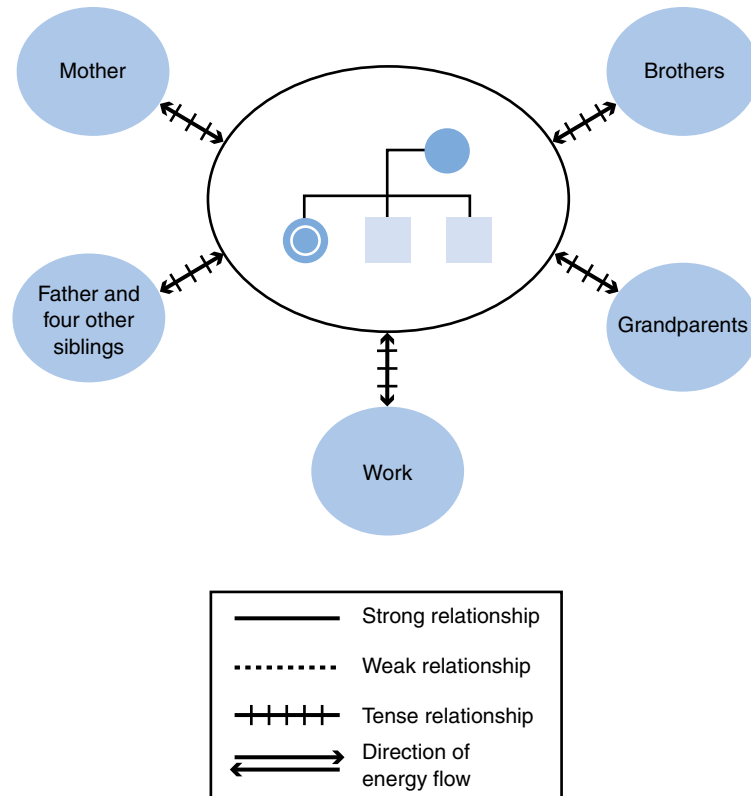 Mother
Brothers
Father and
four other
siblings
Grandparents
Work
Strong relationship
Weak relationship
Tense relationship
Direction of
energy flow